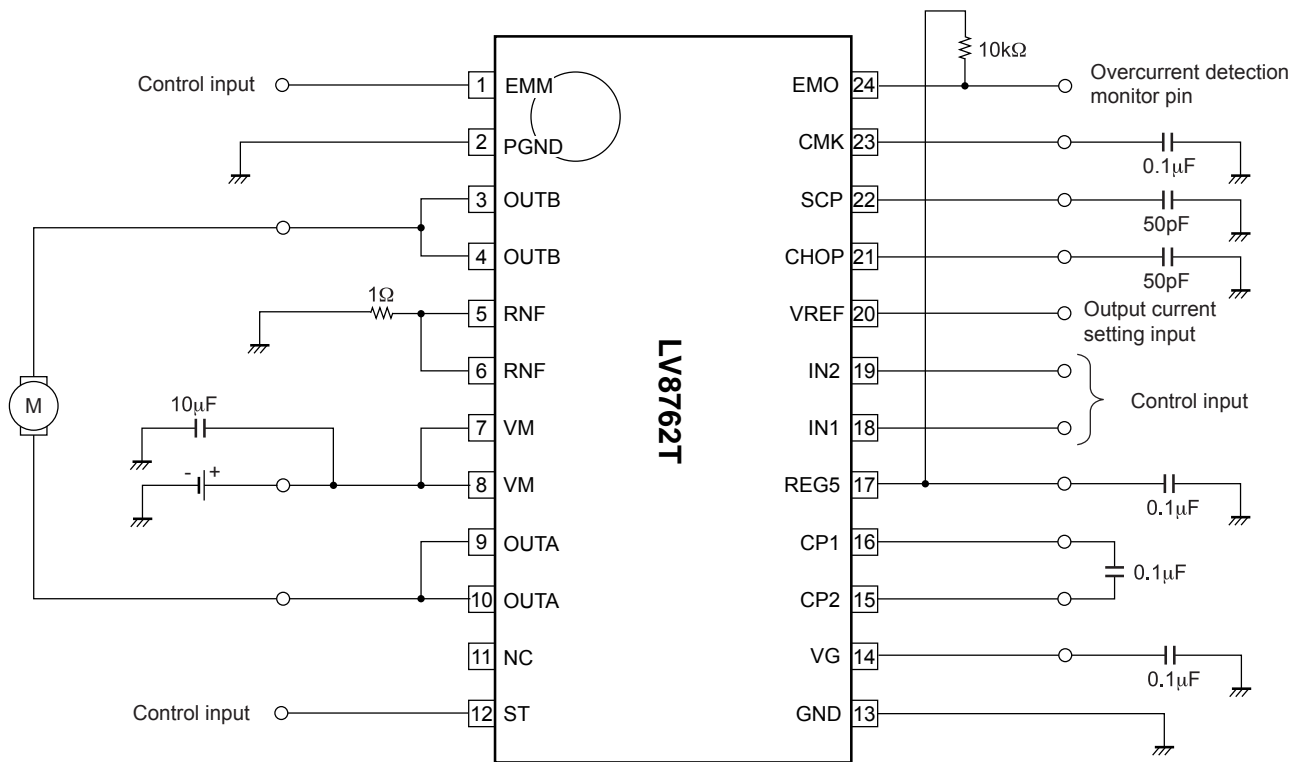 10kΩ
Control input
1
EMM
EMO
24
Overcurrent detection
monitor pin
2
PGND
CMK
23
0.1μF
3
OUTB
SCP
22
50pF
4
OUTB
CHOP
21
50pF
1Ω
5
RNF
VREF
20
Output current
setting input
6
RNF
LV8762T
IN2
19
M
10μF
7
VM
IN1
18
Control input
- +
8
VM
REG5
17
0.1μF
9
OUTA
CP1
16
0.1μF
10
OUTA
CP2
15
11
NC
VG
14
0.1μF
Control input
12
ST
GND
13